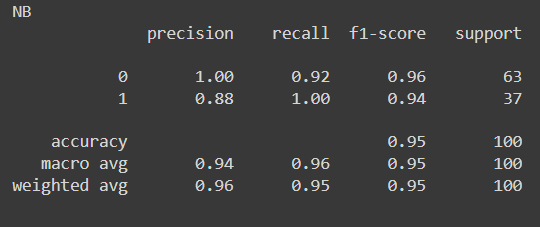 NB
precision recall f1-score support
0 1.00 0.92 0.96 63
1 0.88 1.00 0.94 37
accuracy 0.95 100
macro avg 0.94 0.96 0.95 100
weighted avg 0.96 0.95 0.95 100